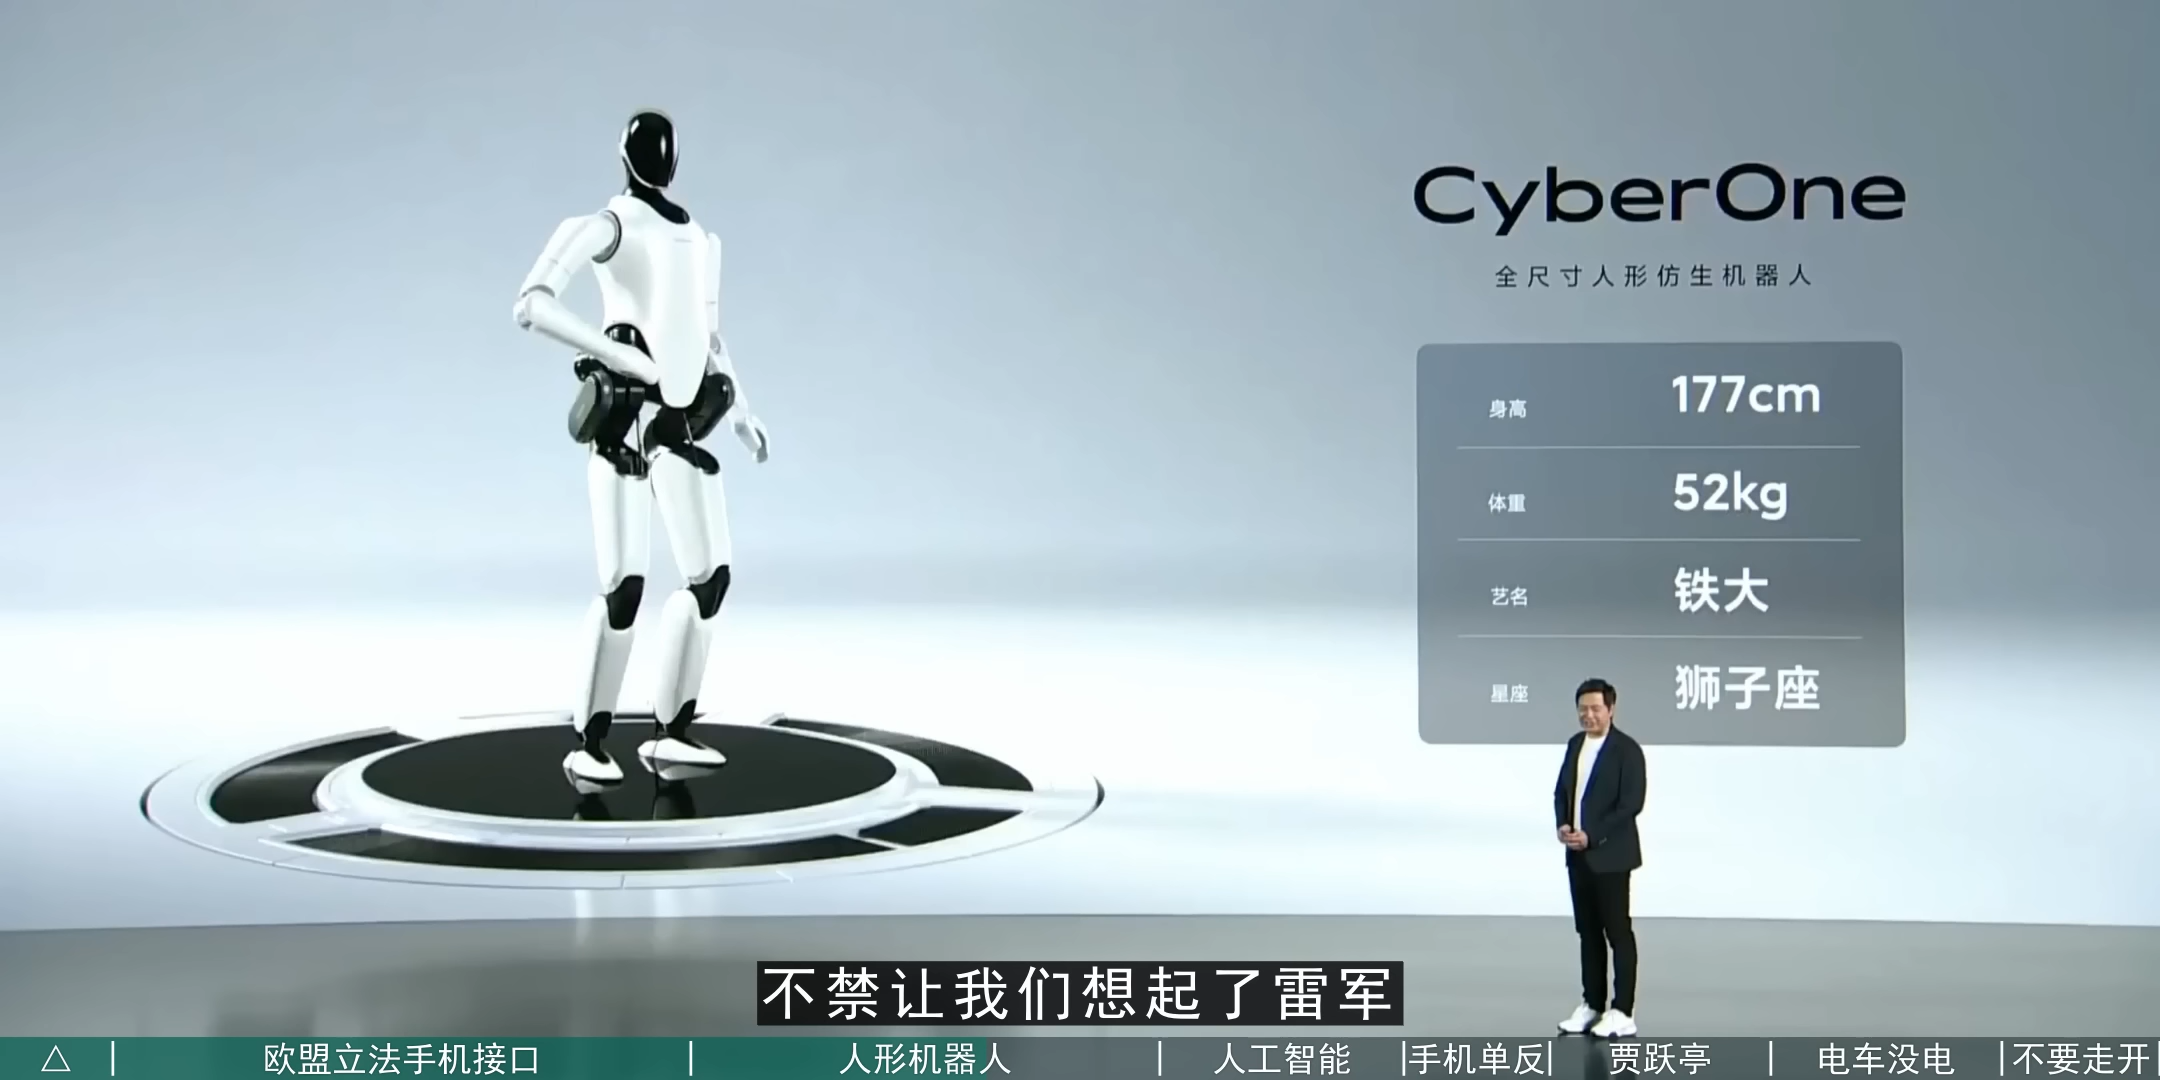 CyberOne
全尺寸人形仿生机器人
身高 177cm
体重 52kg
艺名 铁大
星座 狮子座
不禁让我们想起了雷军
△ | 欧盟立法手机接口 | 人形机器人 | 人工智能 |手机单反| 贾跃亭 | 电车没电 |不要走开|